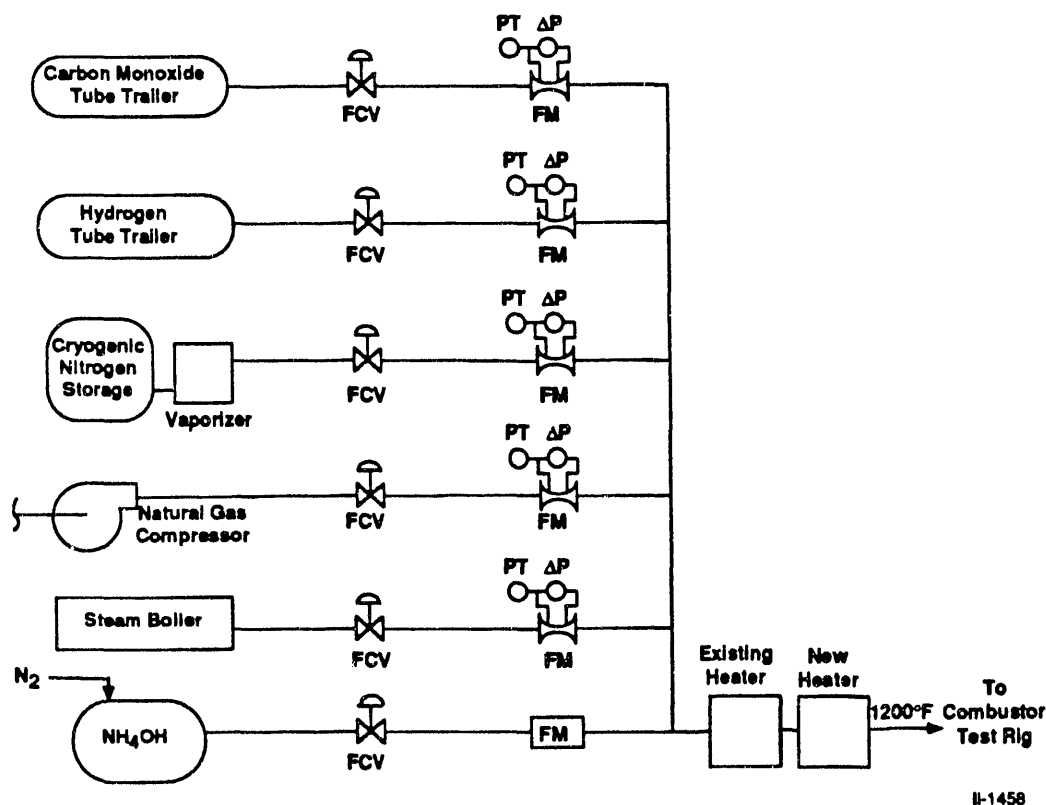 PT ΔP
Carbon Monoxide
Tube Trailer
FCV
FM
PT ΔP
Hydrogen
Tube Trailer
FCV
FM
PT ΔP
Cryogenic
Nitrogen
Storage
Vaporizer
FCV
FM
PT ΔP
Natural Gas
Compressor
FCV
FM
PT ΔP
Steam Boiler
FCV
FM
N₂
NH₄OH
FCV
FM
Existing
Heater
New
Heater
1200°F
To
Combustor
Test Rig
II-1458